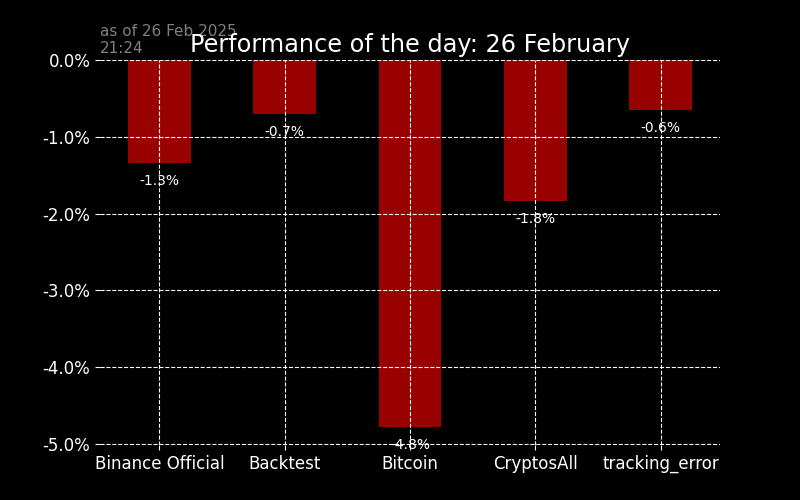 as of 26 Feb 2025
21:24
Performance of the day: 26 February
0.0%
-1.0%
-2.0%
-3.0%
-4.0%
-5.0%
-1.3%
-0.7%
-4.8%
-1.8%
-0.6%
Binance Official
Backtest
Bitcoin
CryptosAll
tracking_error